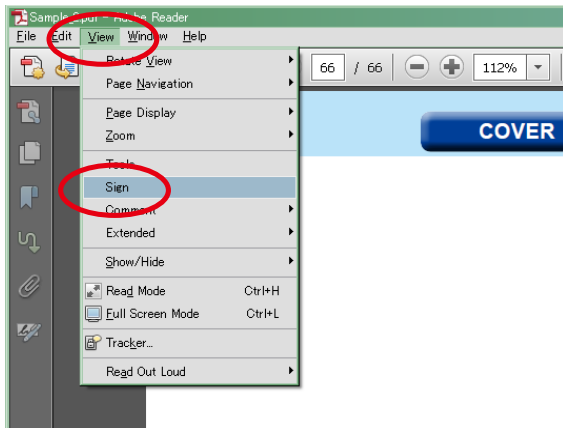 Sample_0.pdf - Adobe Reader
File Edit View Window Help
Rotate View
66 / 66 112%
Page Navigation
Page Display
COVER
Zoom
Tools
Sign
Comment
Extended
Show/Hide
Read Mode Ctrl+H
Full Screen Mode Ctrl+L
Tracker...
Read Out Loud